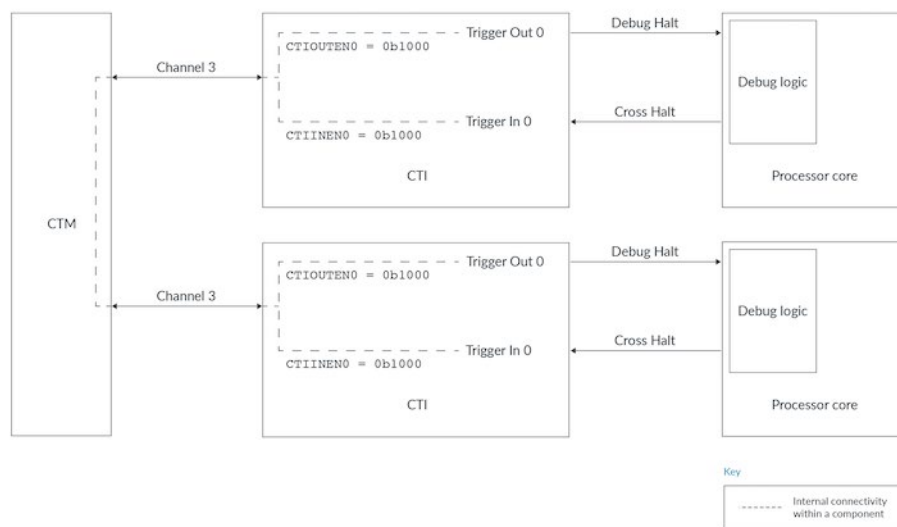 CTM
Channel 3
CTIOUTEN0 = 0b1000
Trigger Out 0
CTIINEN0 = 0b1000
Trigger In 0
CTI
Debug Halt
Cross Halt
Debug logic
Processor core
Channel 3
CTIOUTEN0 = 0b1000
Trigger Out 0
CTIINEN0 = 0b1000
Trigger In 0
CTI
Debug Halt
Cross Halt
Debug logic
Processor core
Key
Internal connectivity
within a component